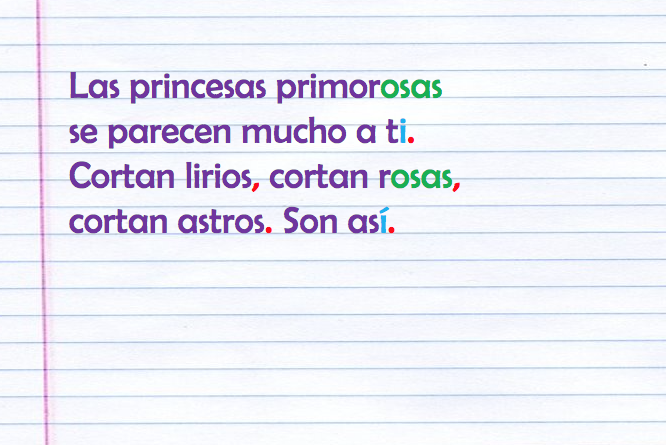 Las princesas primorosas
se parecen mucho a ti.
Cortan lirios, cortan rosas,
cortan astros. Son así.